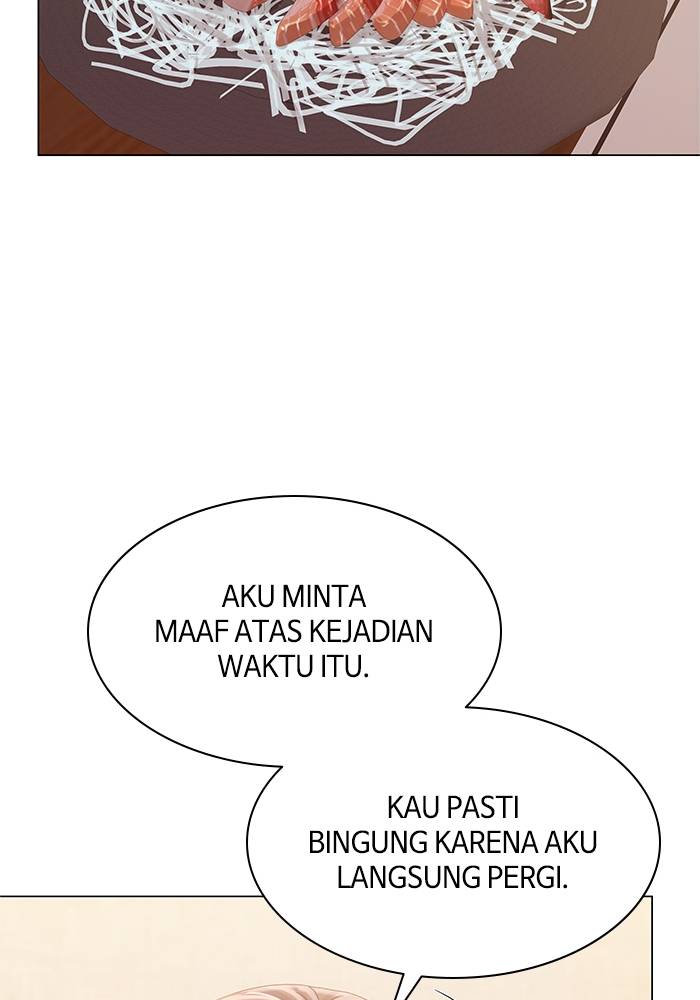 AKU MINTA
MAAF ATAS KEJADIAN
WAKTU ITU.
KAU PASTI
BINGUNG KARENA AKU
LANGSUNG PERGI.